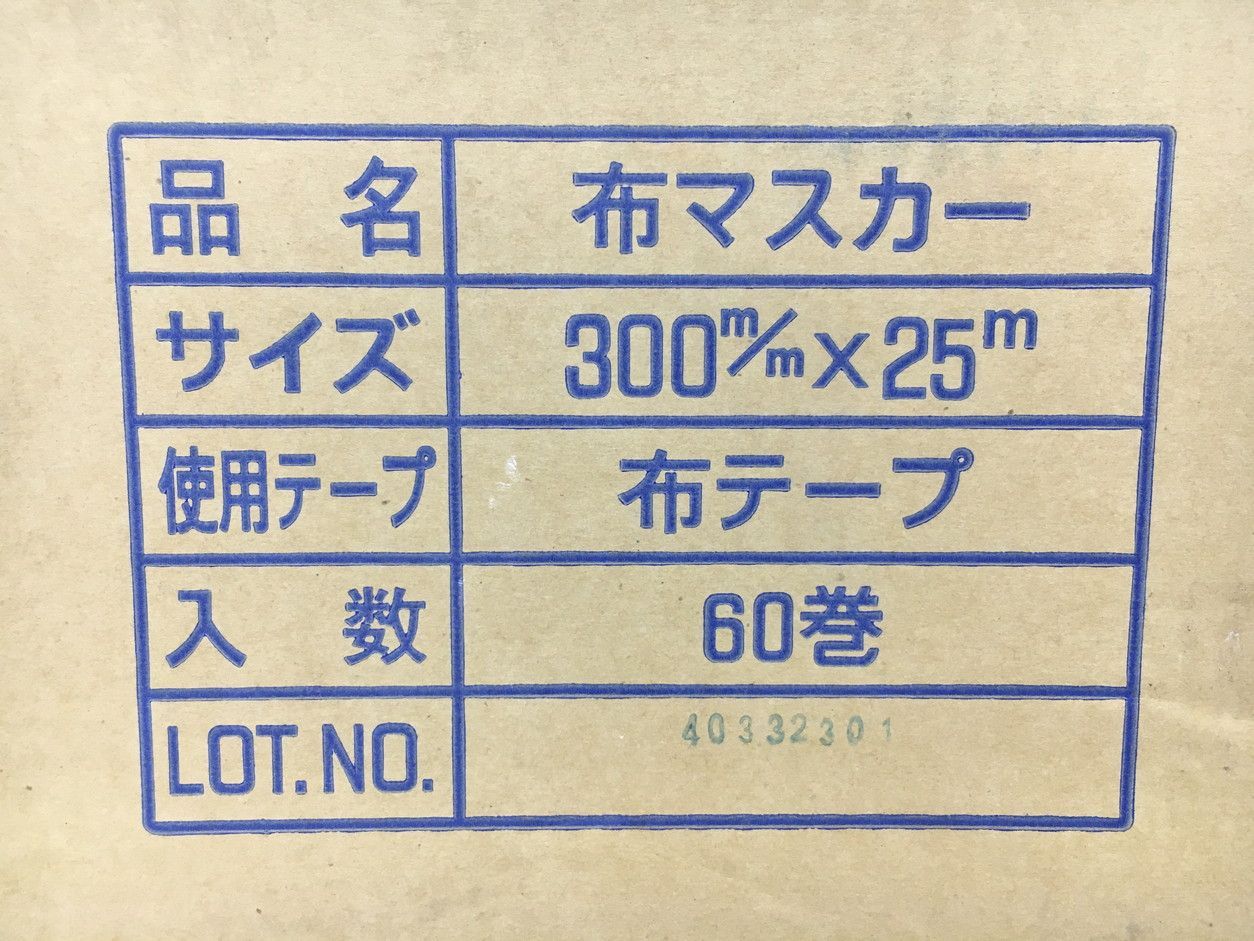 品名 布マスカー
サイズ 300m/m×25m
使用テープ 布テープ
入数 60巻
LOT.NO. 40332301